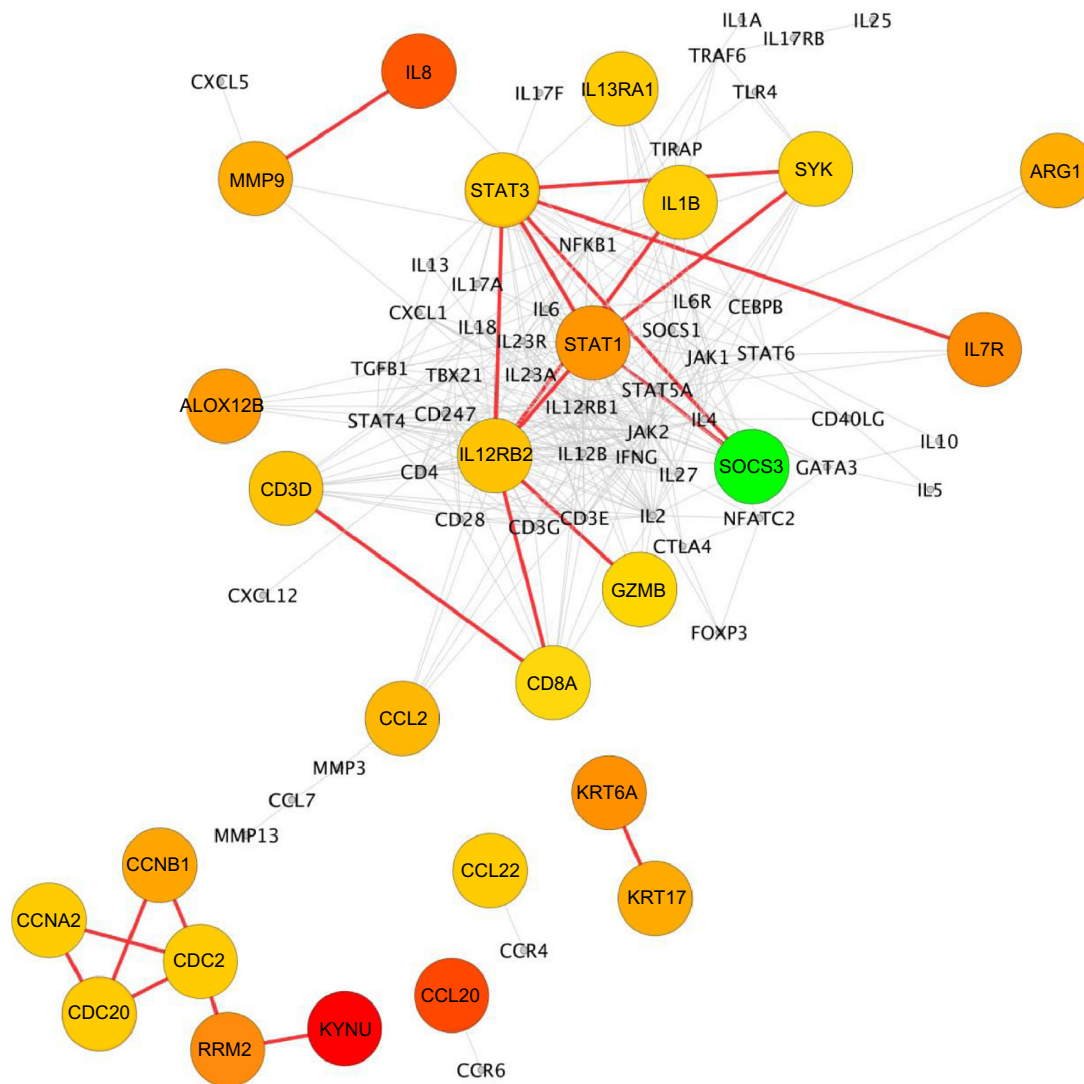 IL1A
IL25
IL17RB
TRAF6
IL8
CXCL5
IL17F
IL13RA1
TLR4
TIRAP
MMP9
STAT3
IL1B
SYK
ARG1
NFKB1
IL13
IL17A
IL6
IL6R
CEBPB
CXCL1
IL18
IL23R
STAT1
SOCS1
JAK1
STAT6
IL7R
TGFB1
TBX21
IL23A
STAT5A
ALOX12B
STAT4
CD247
IL12RB1
IL4
CD40LG
JAK2
IL10
IL12RB2
IL12B
IFNG
CD4
IL27
SOCS3
GATA3
CD3D
IL5
CD28
CD3G
CD3E
IL2
NFATC2
CTLA4
CXCL12
GZMB
FOXP3
CD8A
CCL2
MMP3
CCL7
KRT6A
MMP13
CCNB1
CCL22
KRT17
CCNA2
CDC2
CCR4
CDC20
CCL20
RRM2
KYNU
CCR6